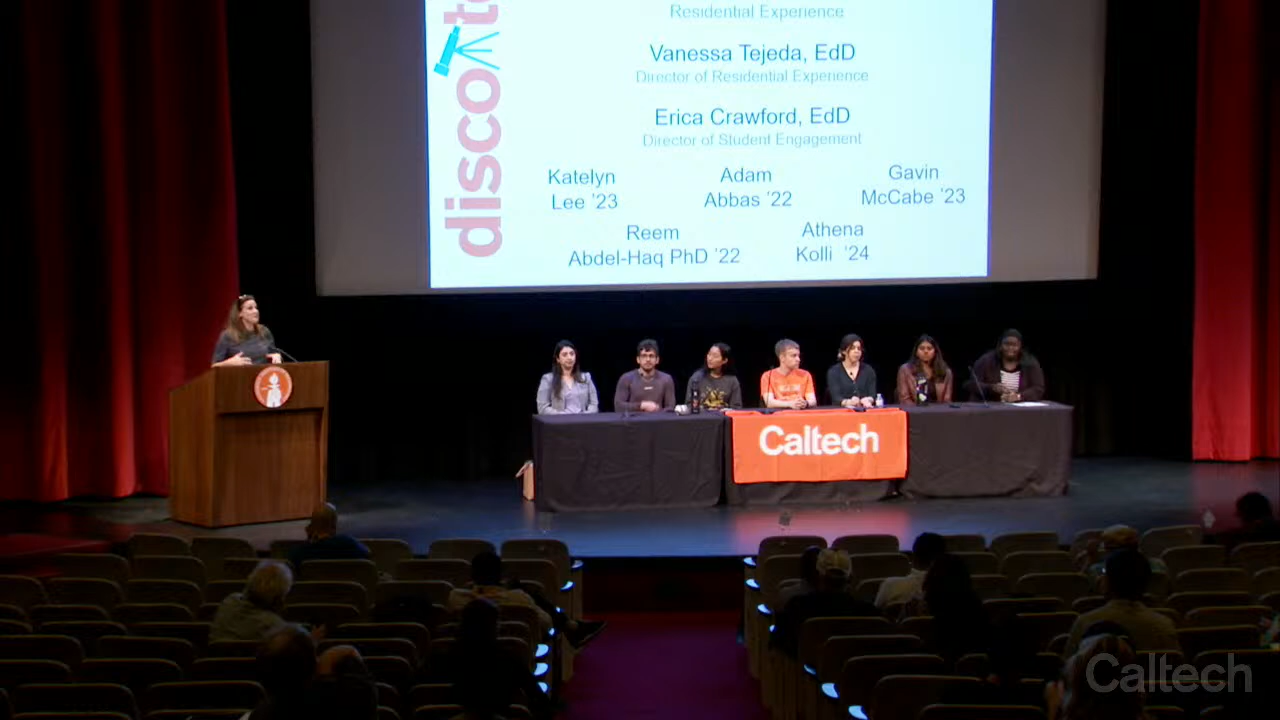 Residential Experience
Vanessa Tejeda, EdD
Director of Residential Experience
Erica Crawford, EdD
Director of Student Engagement
Katelyn
Lee '23
Adam
Abbas '22
Gavin
McCabe '23
Reem
Abdel-Haq PhD '22
Athena
Kolli '24
disco
Caltech
Caltech